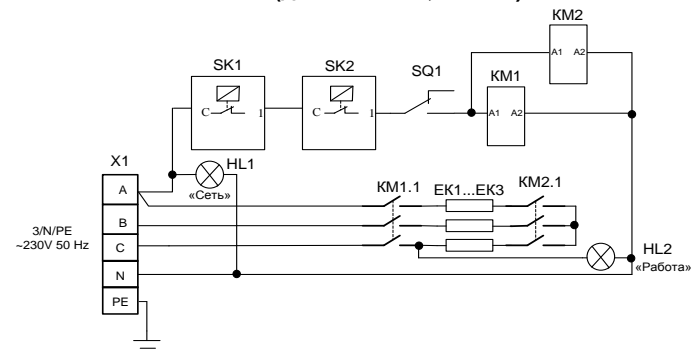 KM2
A1 A2
SK1 SK2 SQ1 KM1
C 1 C 1 A1 A2
X1 HL1
«Сеть»
A
B
C
N
PE
3/N/PE
~230V 50 Hz
KM1.1 EK1...EK3 KM2.1
HL2
«Работа»